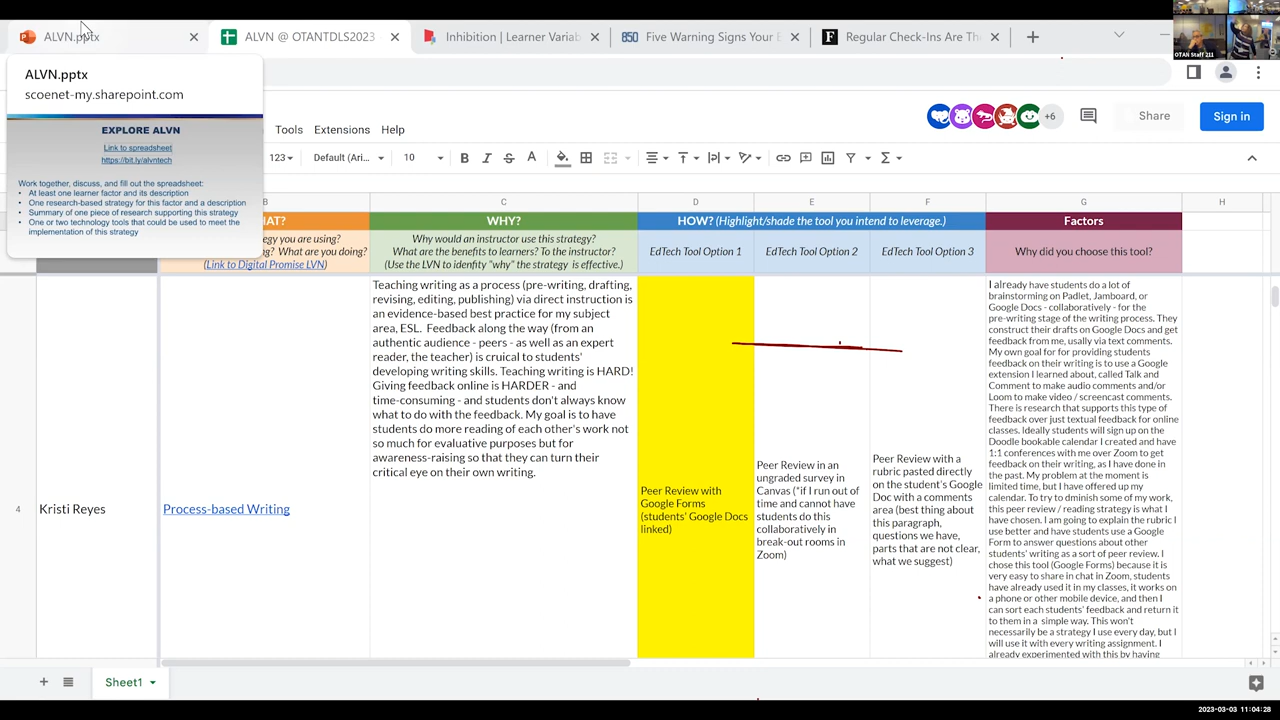 ALVN.pptx
ALVN @ OTANTDLS2023
Inhibition | Learner Variab
850
Five Warning Signs Your E
F
Regular Check-Ins Are The
OTAN Staff 211
ALVN.pptx
scoenet-my.sharepoint.com
EXPLORE ALVN
Link to spreadsheet
https://bit.ly/alvntech
Work together, discuss, and fill out the spreadsheet:
• At least one learner factor and its description
• One research-based strategy for this factor and a description
• Summary of one piece of research supporting this strategy
• One or two technology tools that could be used to meet the
implementation of this strategy
Tools
Extensions
Help
+6
Share
Sign in
123
Default (Ari...
10
B
I
S
A
B
C
D
E
F
G
H
HAT?
WHY?
HOW? (Highlight/shade the tool you intend to leverage.)
Factors
egy you are using?
ing? What are you doing?
(Link to Digital Promise LVN)
Why would an instructor use this strategy?
What are the benefits to learners? To the instructor?
(Use the LVN to idenfity "why" the strategy is effective.)
EdTech Tool Option 1
EdTech Tool Option 2
EdTech Tool Option 3
Why did you choose this tool?
4
Kristi Reyes
Process-based Writing
Teaching writing as a process (pre-writing, drafting,
revising, editing, publishing) via direct instruction is
an evidence-based best practice for my subject
area, ESL. Feedback along the way (from an
authentic audience - peers - as well as an expert
reader, the teacher) is cruical to students'
developing writing skills. Teaching writing is HARD!
Giving feedback online is HARDER - and
time-consuming - and students don't always know
what to do with the feedback. My goal is to have
students do more reading of each other's work not
so much for evaluative purposes but for
awareness-raising so that they can turn their
critical eye on their own writing.
Peer Review with
Google Forms
(students' Google Docs
linked)
Peer Review in an
ungraded survey in
Canvas (*if I run out of
time and cannot have
students do this
collaboratively in
break-out rooms in
Zoom)
Peer Review with a
rubric pasted directly
on the student's Google
Doc with a comments
area (best thing about
this paragraph,
questions we have,
parts that are not clear,
what we suggest)
I already have students do a lot of
brainstorming on Padlet, Jamboard, or
Google Docs - collaboratively - for the
pre-writing stage of the writing process. They
construct their drafts on Google Docs and get
feedback from me, usally via text comments.
My own goal for for providing students
feedback on their writing is to use a Google
extension I learned about, called Talk and
Comment to make audio comments and/or
Loom to make video / screencast comments.
There is research that supports this type of
feedback over just textual feedback for online
classes. Ideally students will sign up on the
Doodle bookable calendar I created and have
1:1 conferences with me over Zoom to get
feedback on their writing, as I have done in
the past. My problem at the moment is
limited time, but I have offered up my
calendar. To try to dminish some of my work,
this peer review / reading strategy is what I
have chosen. I am going to explain the rubric I
use better and have students use a Google
Form to answer questions about other
students' writing as a sort of peer review. I
chose this tool (Google Forms) because it is
very easy to share in chat in Zoom, students
have already used it in my classes, it works on
a phone or other mobile device, and then I
can sort each students' feedback and return it
to them in a simple way. This won't
necessarily be a strategy I use every day, but I
will use it with every writing assignment. I
already experimented with this by having
Sheet1
2023-03-03 11:04:28